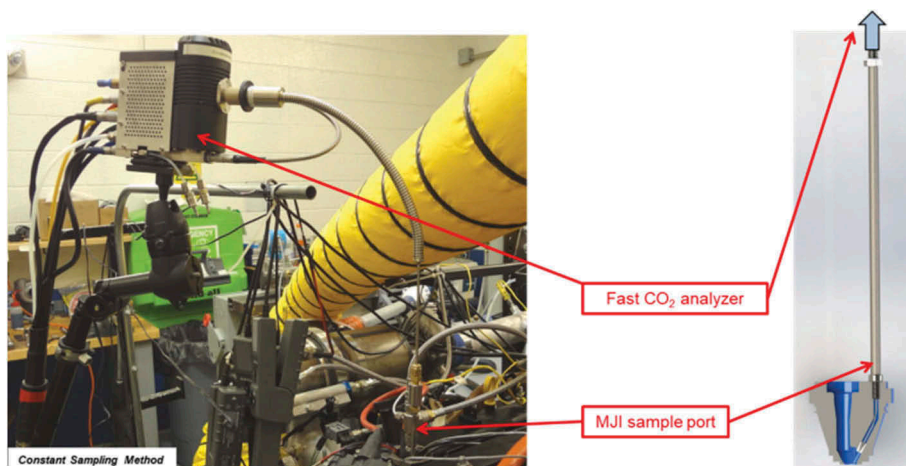 Fast CO₂ analyzer
MJI sample port
Constant Sampling Method